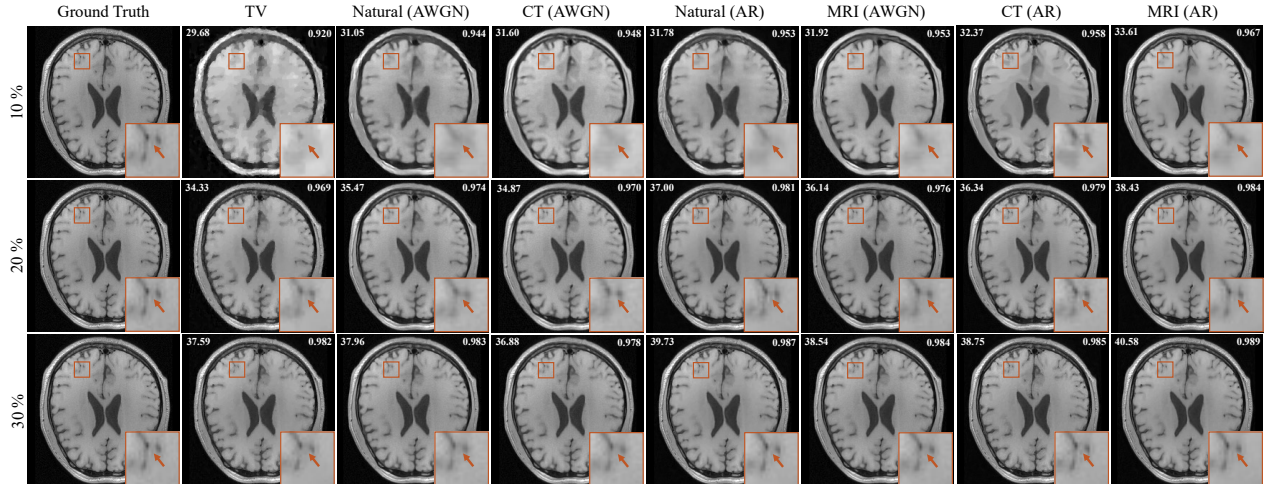 Ground Truth TV Natural (AWGN) CT (AWGN) Natural (AR) MRI (AWGN) CT (AR) MRI (AR)
10 %
29.68 0.920 31.05 0.944 31.60 0.948 31.78 0.953 31.92 0.953 32.37 0.958 33.61 0.967
20 %
34.33 0.969 35.47 0.974 34.87 0.970 37.00 0.981 36.14 0.976 36.34 0.979 38.43 0.984
30 %
37.59 0.982 37.96 0.983 36.88 0.978 39.73 0.987 38.54 0.984 38.75 0.985 40.58 0.989